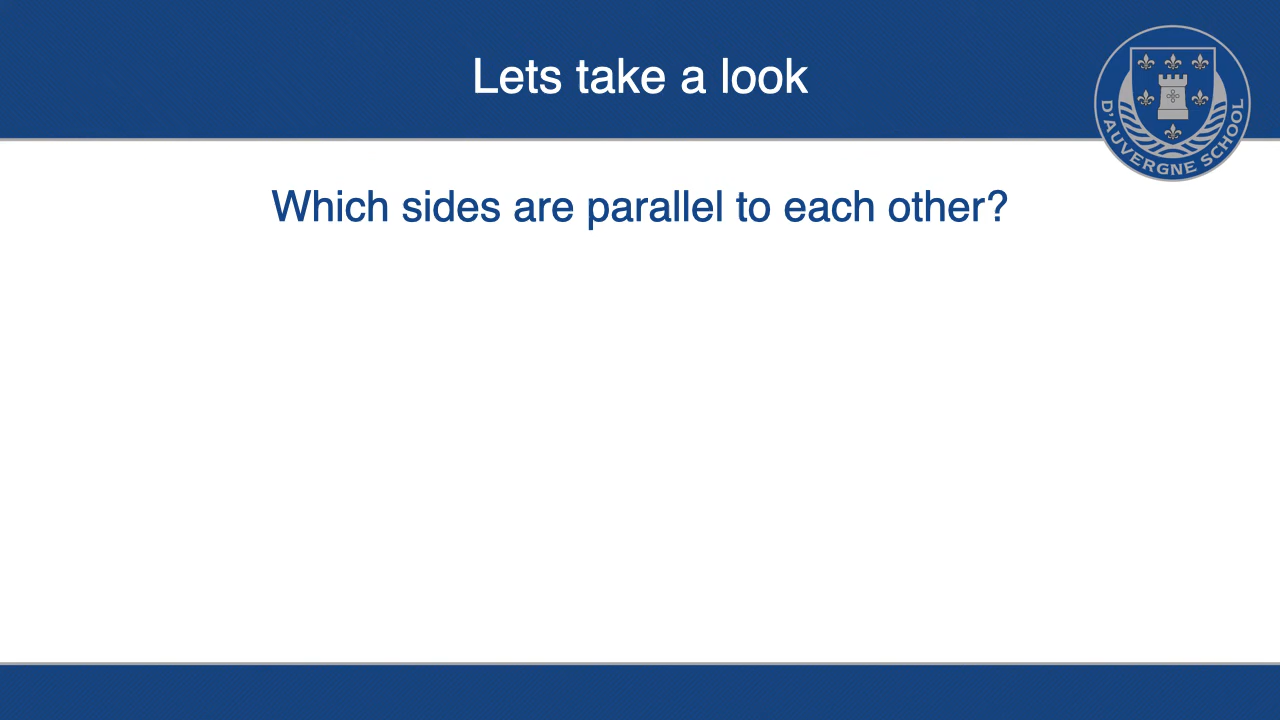 Lets take a look
D'AUVERGNE SCHOOL
Which sides are parallel to each other?